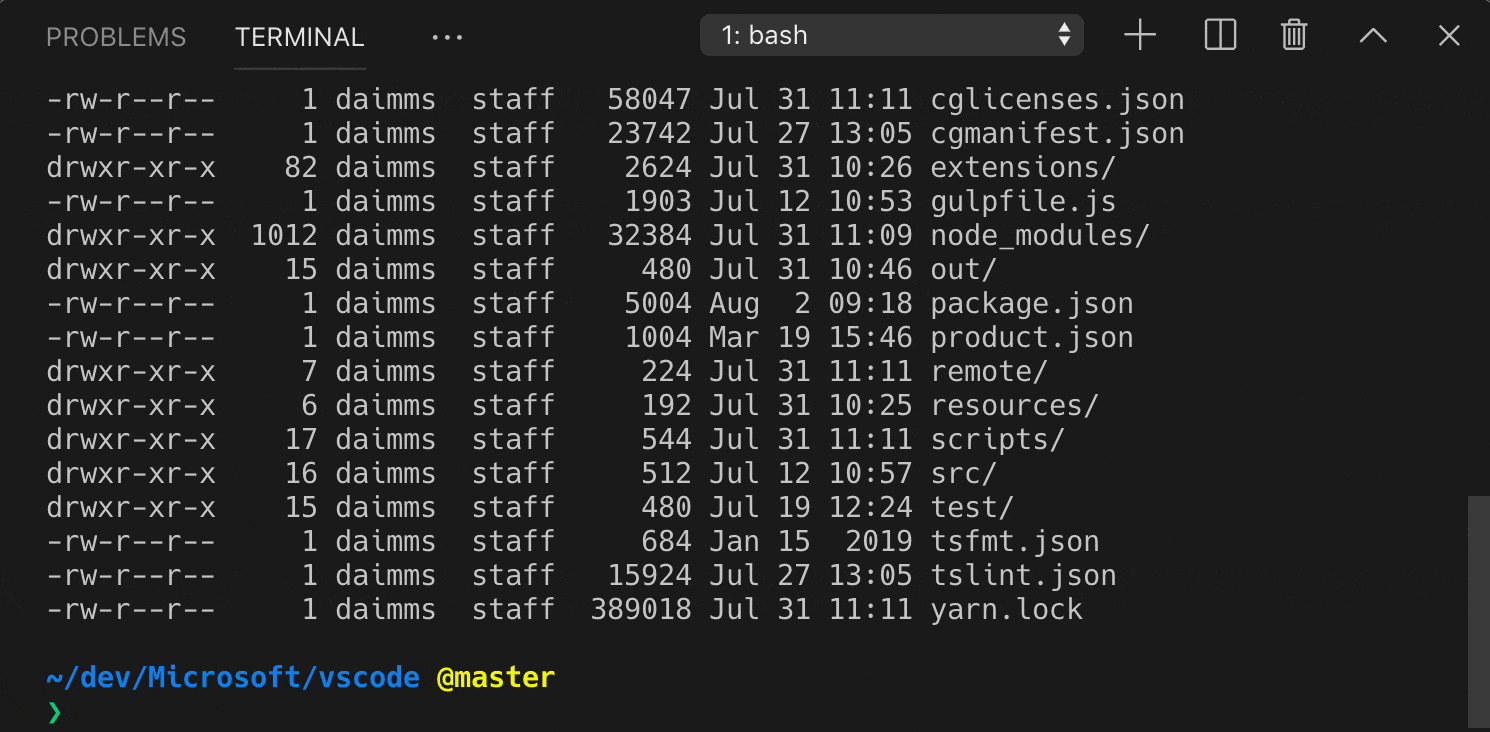 PROBLEMS TERMINAL ··· 1: bash
-rw-r--r--     1 daimms  staff   58047 Jul 31 11:11 cglicenses.json
-rw-r--r--     1 daimms  staff   23742 Jul 27 13:05 cgmanifest.json
drwxr-xr-x    82 daimms  staff    2624 Jul 31 10:26 extensions/
-rw-r--r--     1 daimms  staff    1903 Jul 12 10:53 gulpfile.js
drwxr-xr-x  1012 daimms  staff   32384 Jul 31 11:09 node_modules/
drwxr-xr-x    15 daimms  staff     480 Jul 31 10:46 out/
-rw-r--r--     1 daimms  staff    5004 Aug  2 09:18 package.json
-rw-r--r--     1 daimms  staff    1004 Mar 19 15:46 product.json
drwxr-xr-x     7 daimms  staff     224 Jul 31 11:11 remote/
drwxr-xr-x     6 daimms  staff     192 Jul 31 10:25 resources/
drwxr-xr-x    17 daimms  staff     544 Jul 31 11:11 scripts/
drwxr-xr-x    16 daimms  staff     512 Jul 12 10:57 src/
drwxr-xr-x    15 daimms  staff     480 Jul 19 12:24 test/
-rw-r--r--     1 daimms  staff     684 Jan 15  2019 tsfmt.json
-rw-r--r--     1 daimms  staff   15924 Jul 27 13:05 tslint.json
-rw-r--r--     1 daimms  staff  389018 Jul 31 11:11 yarn.lock
~/dev/Microsoft/vscode @master
❯